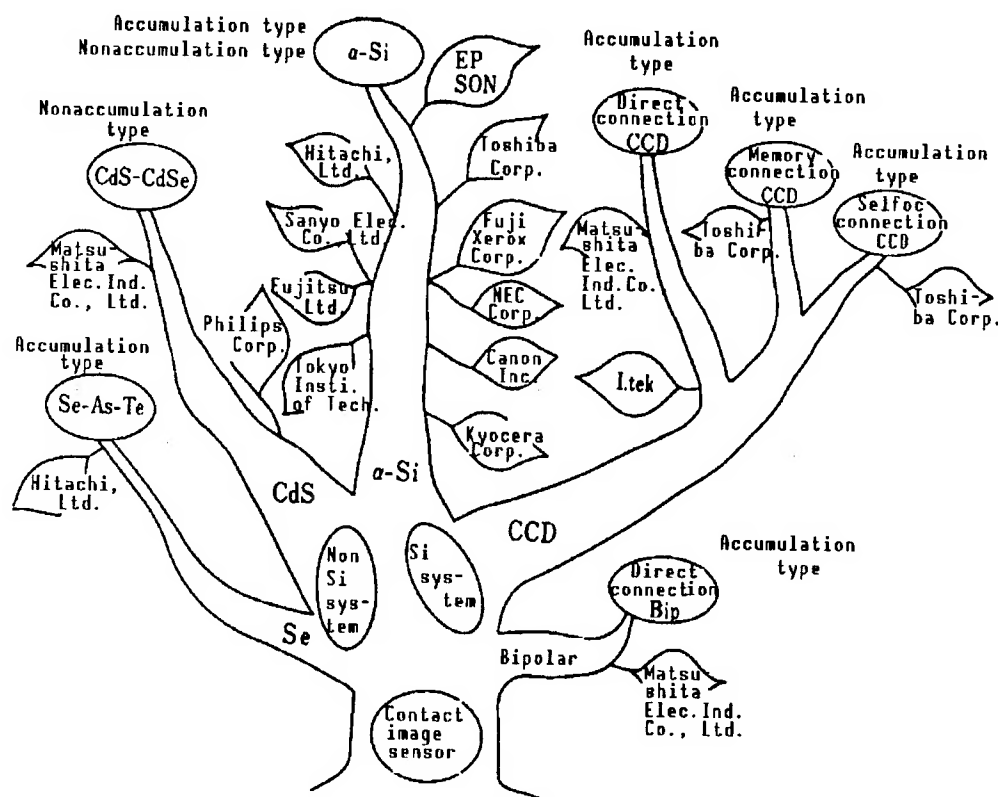 Accumulation type
Nonaccumulation type
α-Si
EP
SON
Accumulation
type
Direct
connection
CCD
Accumulation
type
Memory
connection
CCD
Accumulation
type
Selfoc
connection
CCD
Nonaccumulation
type
CdS-CdSe
Hitachi,
Ltd.
Toshiba
Corp.
Sanyo Elec.
Co, Ltd.
Fuji
Xerox
Corp.
Matsu-
shita
Elec. Ind.
Co., Ltd.
Matsu-
shita
Elec.
Ind. Co.
Ltd.
Toshi-
ba Corp.
Toshi-
ba Corp.
Fujitsu
Ltd.
NEC
Corp.
Philips
Corp.
Accumulation
type
Se-As-Te
Tokyo
Insti.
of Tech.
Canon
Inc.
I.tek
Kyocera
Corp.
Hitachi,
Ltd.
CdS
α-Si
CCD
Non
Si
sys-
tem
Si
sys-
tem
Se
Bipolar
Accumulation
type
Direct
connection
Bip
Matsu
shita
Elec. Ind.
Co., Ltd.
Contact
image
sensor